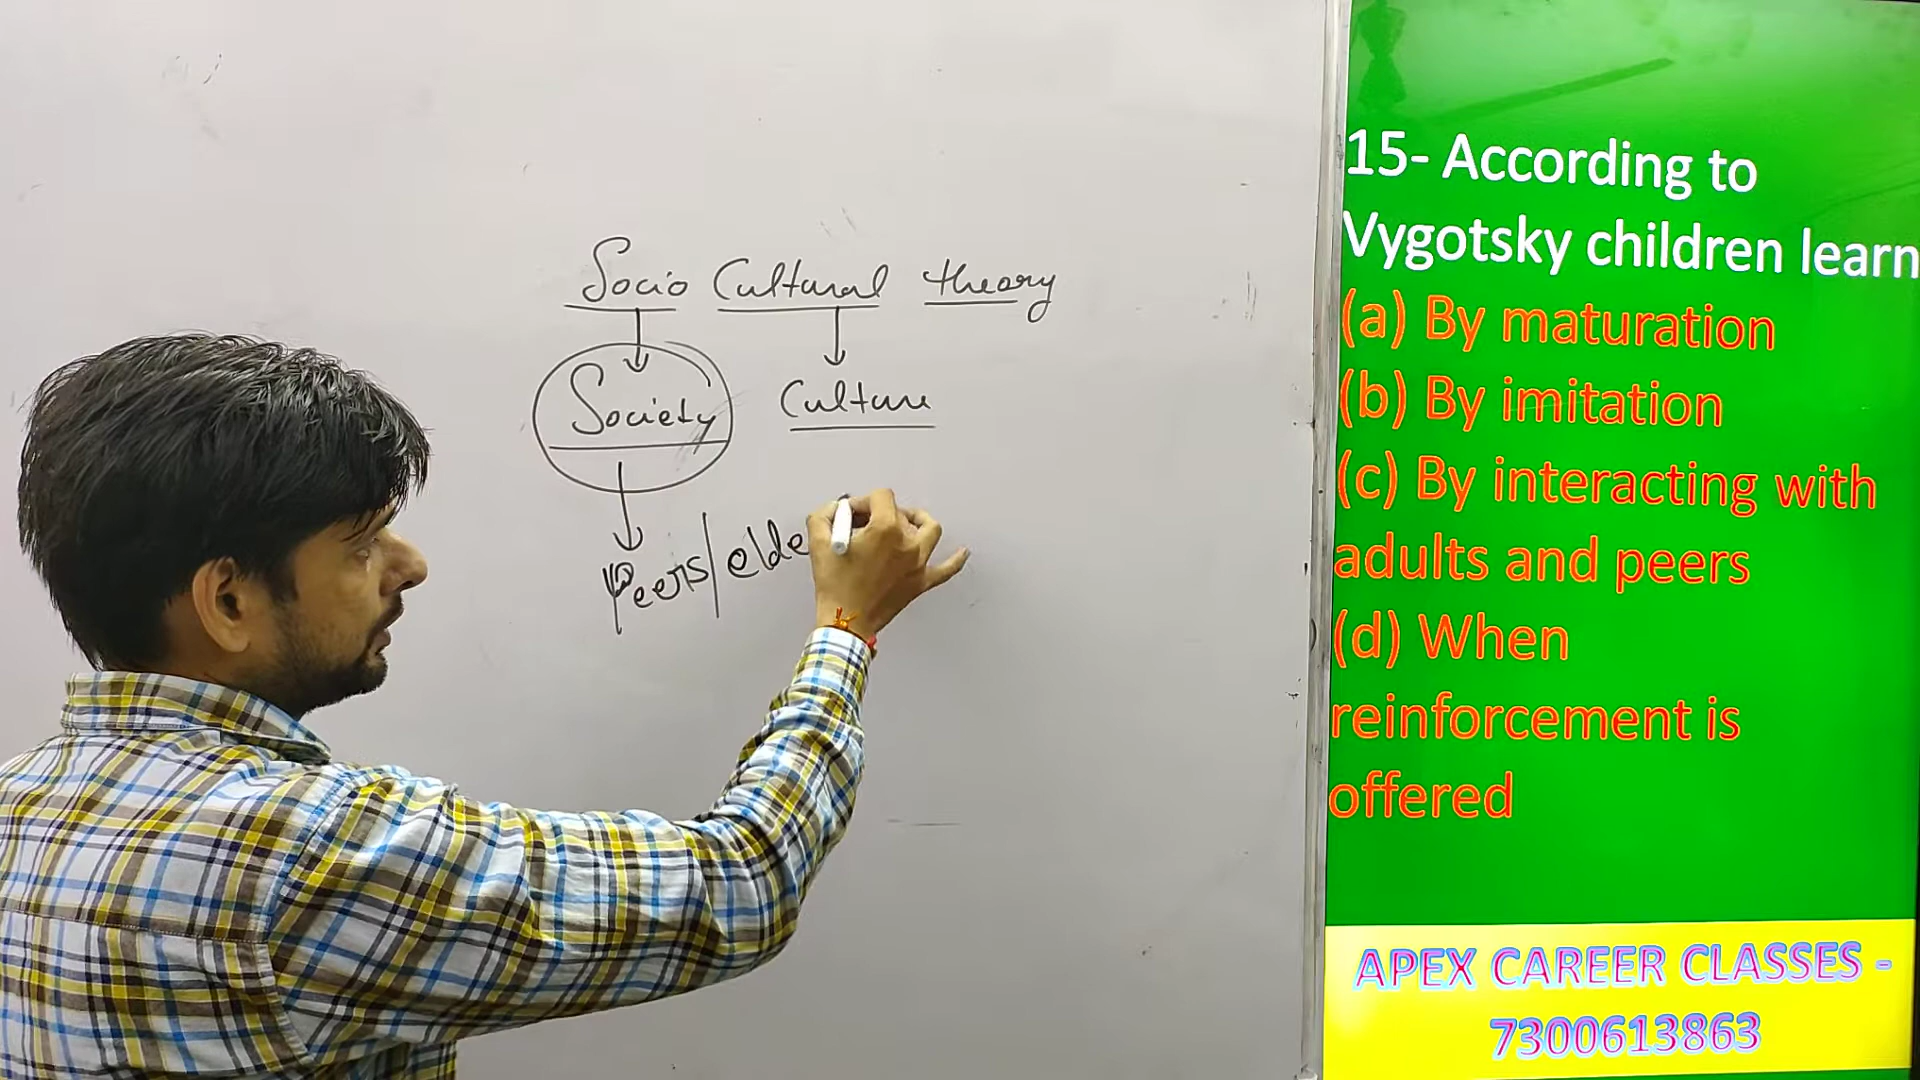 Socio Cultural theory
Society Culture
Peers/elde
15- According to
Vygotsky children learn
(a) By maturation
(b) By imitation
(c) By interacting with
adults and peers
(d) When
reinforcement is
offered
APEX CAREER CLASSES -
7300613863